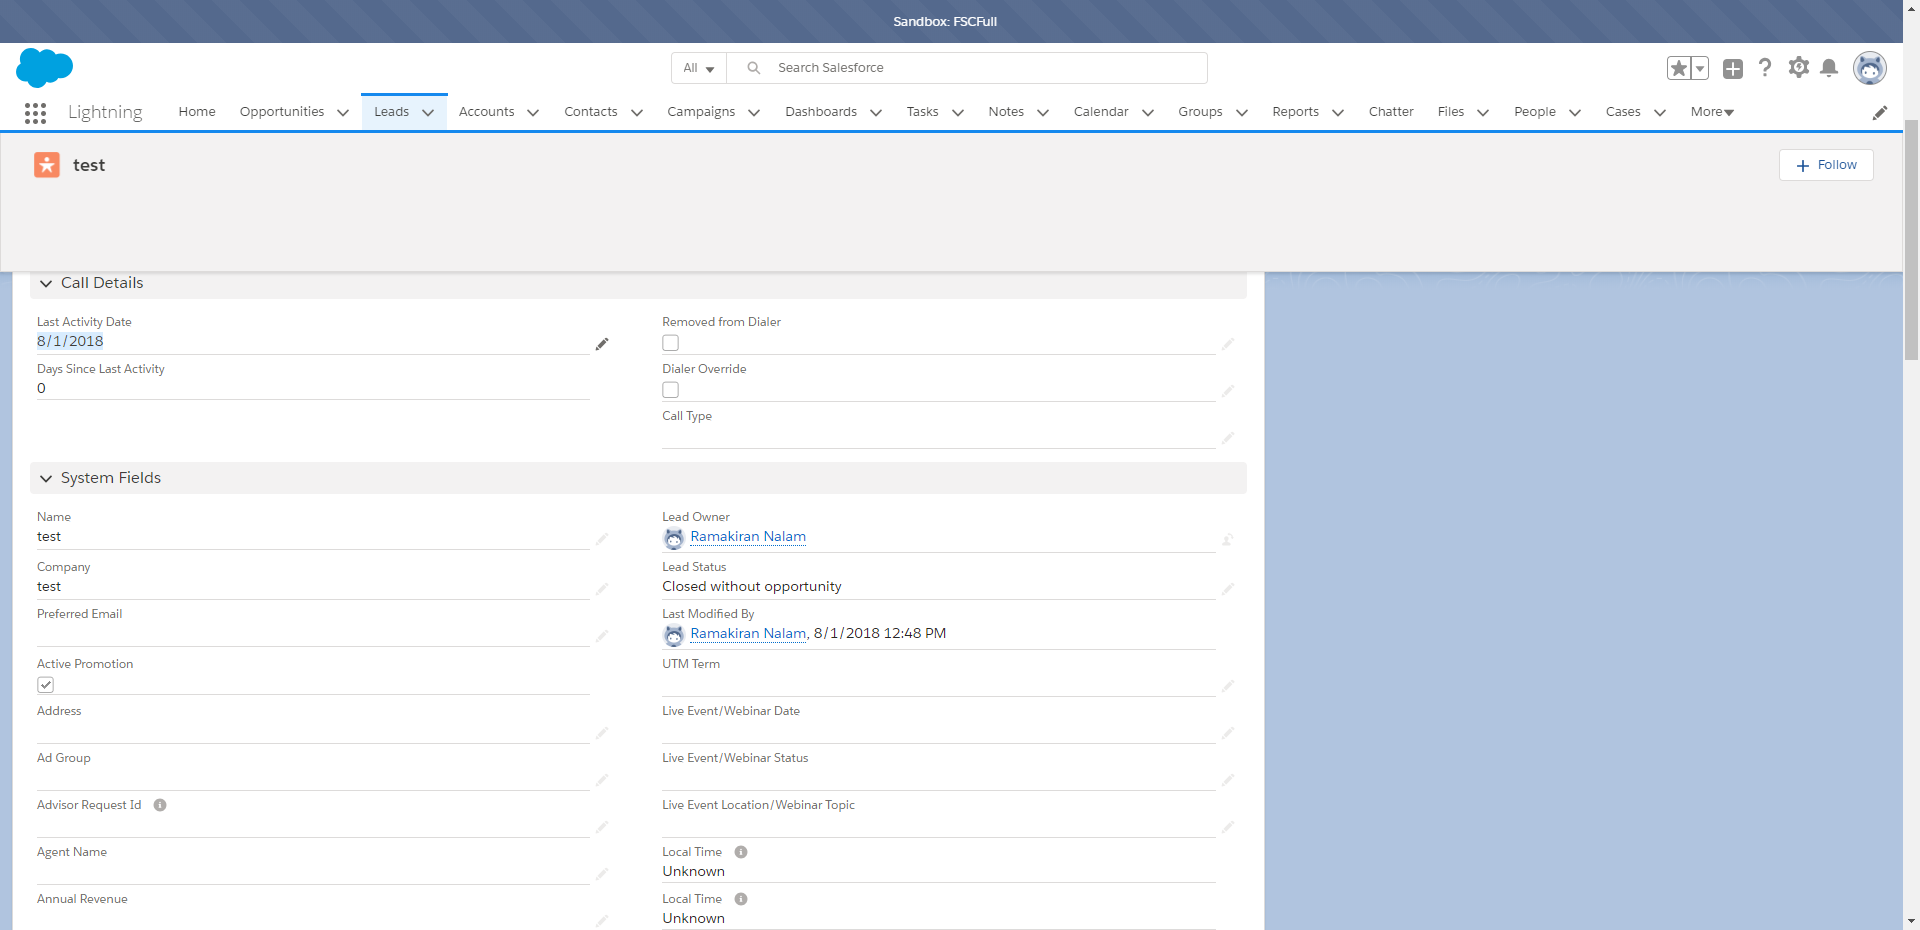 Sandbox: FSCFull
All
Search Salesforce
Lightning Home Opportunities Leads Accounts Contacts Campaigns Dashboards Tasks Notes Calendar Groups Reports Chatter Files People Cases More
test
Follow
Call Details
Last Activity Date
8/1/2018
Days Since Last Activity
0
Removed from Dialer
Dialer Override
Call Type
System Fields
Name
test
Company
test
Preferred Email
Active Promotion
Address
Ad Group
Advisor Request Id
Agent Name
Annual Revenue
Lead Owner
Ramakiran Nalam
Lead Status
Closed without opportunity
Last Modified By
Ramakiran Nalam, 8/1/2018 12:48 PM
UTM Term
Live Event/Webinar Date
Live Event/Webinar Status
Live Event Location/Webinar Topic
Local Time
Unknown
Local Time
Unknown